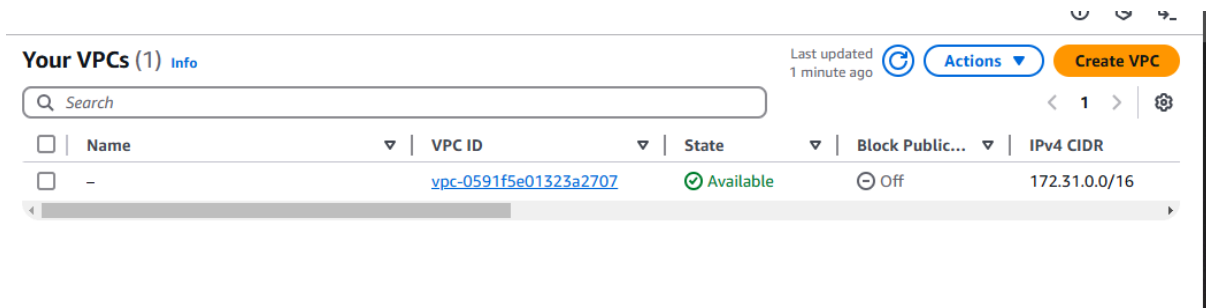 Your VPCs (1) Info
Last updated
1 minute ago
Actions
Create VPC
Search
1
Name VPC ID State Block Public... IPv4 CIDR
– vpc-0591f5e01323a2707 Available Off 172.31.0.0/16